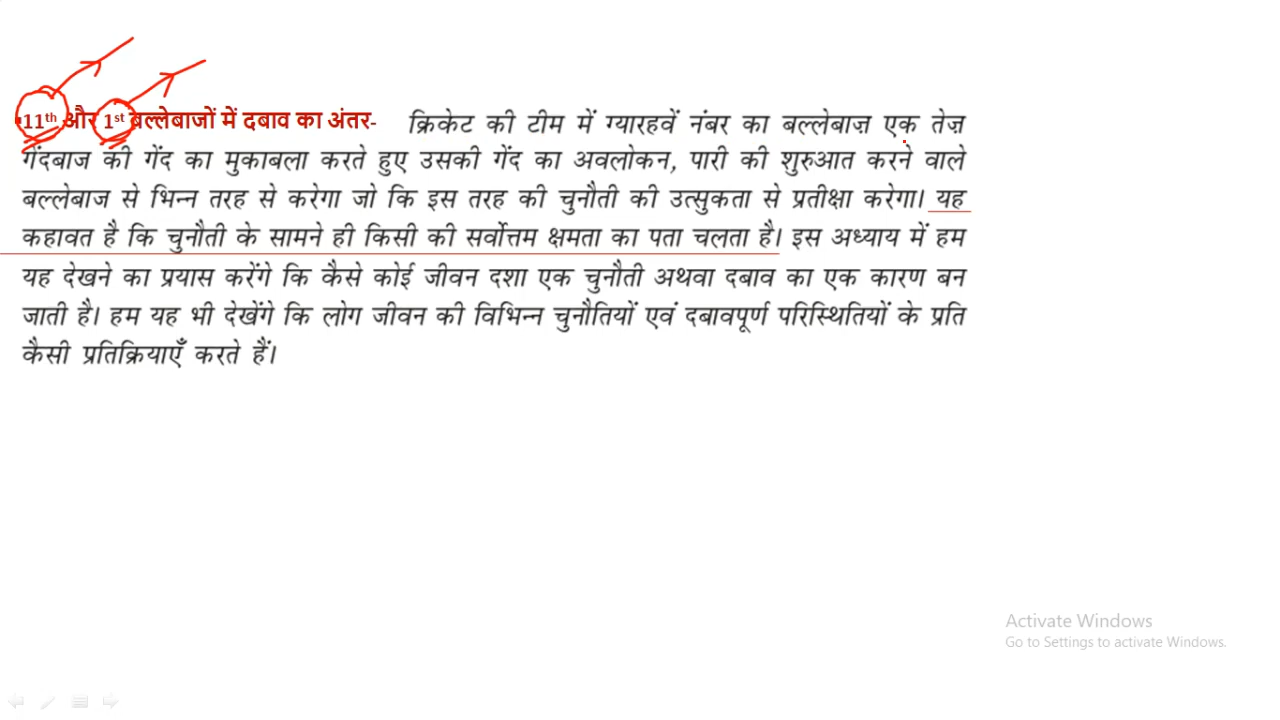 ▪11th और 1st बल्लेबाजों में दबाव का अंतर- क्रिकेट की टीम में ग्यारहवें नंबर का बल्लेबाज़ एक तेज़
गेंदबाज की गेंद का मुकाबला करते हुए उसकी गेंद का अवलोकन, पारी की शुरुआत करने वाले
बल्लेबाज से भिन्न तरह से करेगा जो कि इस तरह की चुनौती की उत्सुकता से प्रतीक्षा करेगा। यह
कहावत है कि चुनौती के सामने ही किसी की सर्वोत्तम क्षमता का पता चलता है। इस अध्याय में हम
यह देखने का प्रयास करेंगे कि कैसे कोई जीवन दशा एक चुनौती अथवा दबाव का एक कारण बन
जाती है। हम यह भी देखेंगे कि लोग जीवन की विभिन्न चुनौतियों एवं दबावपूर्ण परिस्थितियों के प्रति
कैसी प्रतिक्रियाएँ करते हैं।
Activate Windows
Go to Settings to activate Windows.